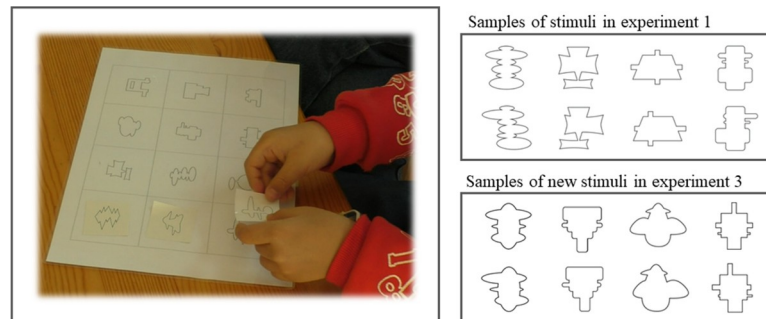 Samples of stimuli in experiment 1
Samples of new stimuli in experiment 3